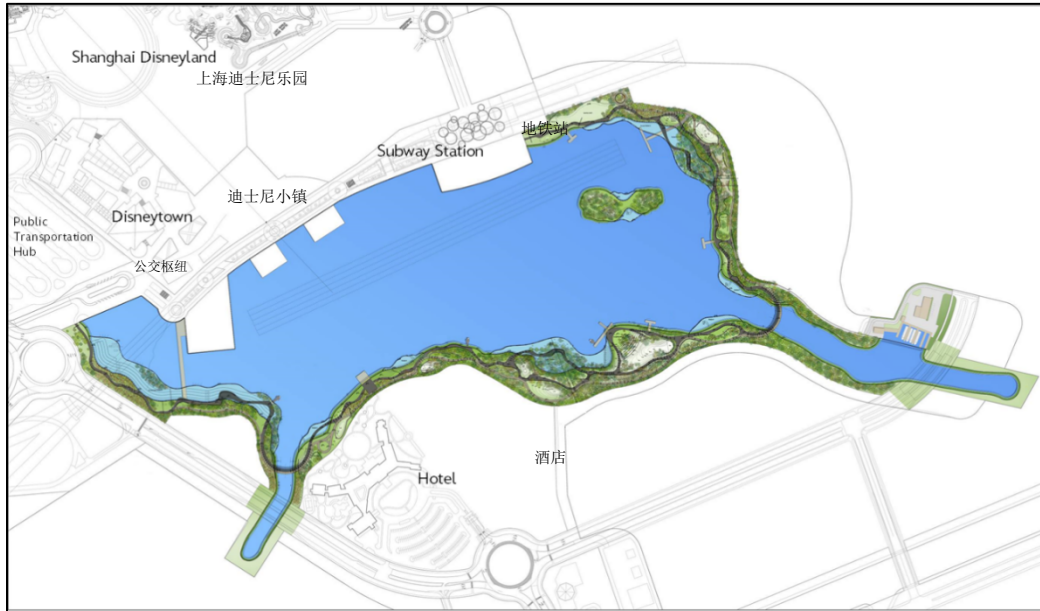 Shanghai Disneyland
上海迪士尼乐园
地铁站
Subway Station
迪士尼小镇
Disneytown
Public
Transportation
Hub
公交枢纽
酒店
Hotel